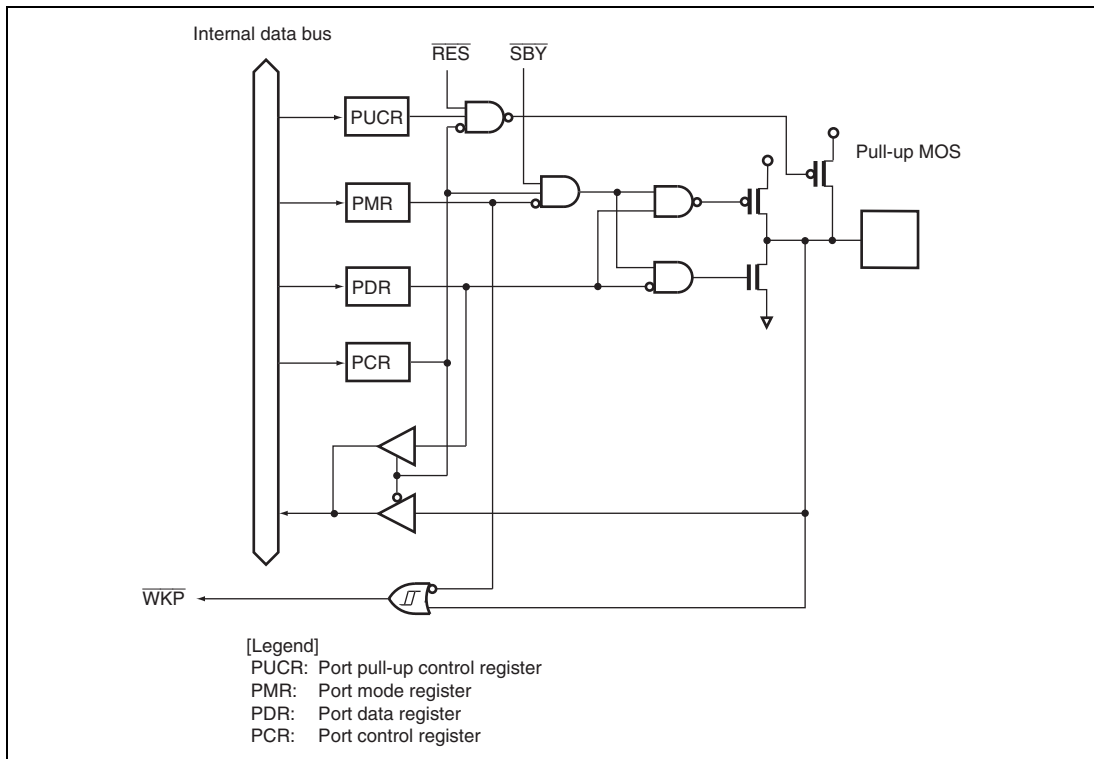 Internal data bus
RES
SBY
PUCR
Pull-up MOS
PMR
PDR
PCR
WKP
[Legend]
PUCR: Port pull-up control register
PMR: Port mode register
PDR: Port data register
PCR: Port control register